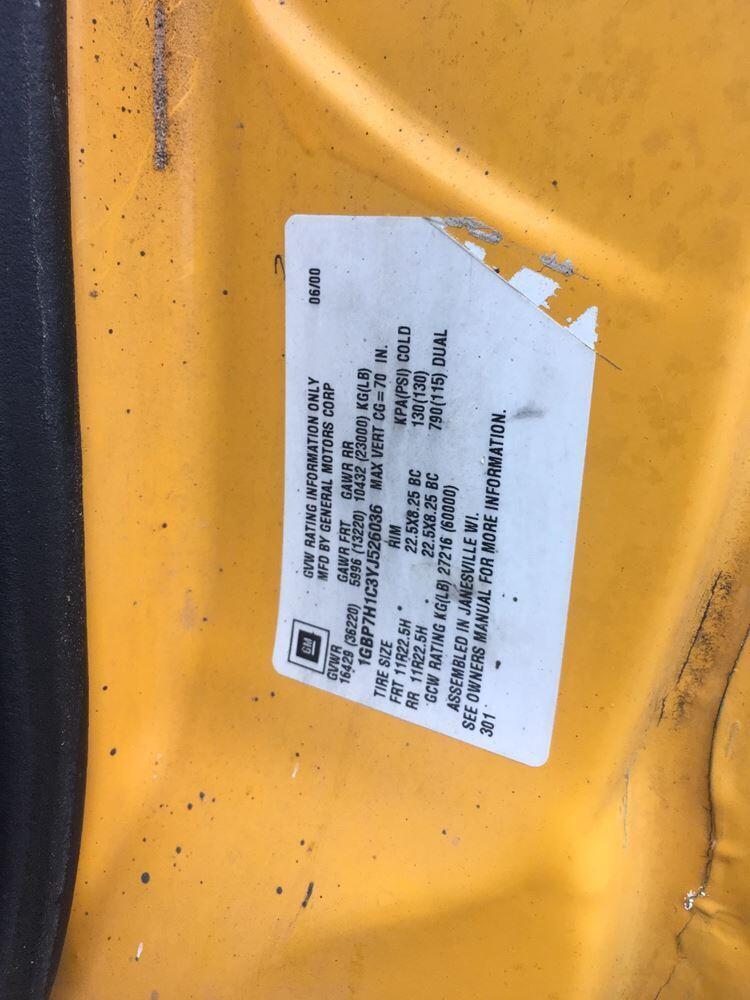 GM
GVW RATING INFORMATION ONLY
MFD BY GENERAL MOTORS CORP 06/00
GVWR GAWR FRT GAWR RR
16429 (36220) 5996 (13220) 10432 (23000) KG(LB)
1GBP7H1C3YJ526036 MAX VERT CG=70 IN.
TIRE SIZE RIM KPA(PSI) COLD
FRT 11R22.5H 22.5X8.25 BC 130(130)
RR 11R22.5H 22.5X8.25 BC 790(115) DUAL
GCW RATING KG(LB) 27216 (60000)
ASSEMBLED IN JANESVILLE WI.
SEE OWNERS MANUAL FOR MORE INFORMATION.
301